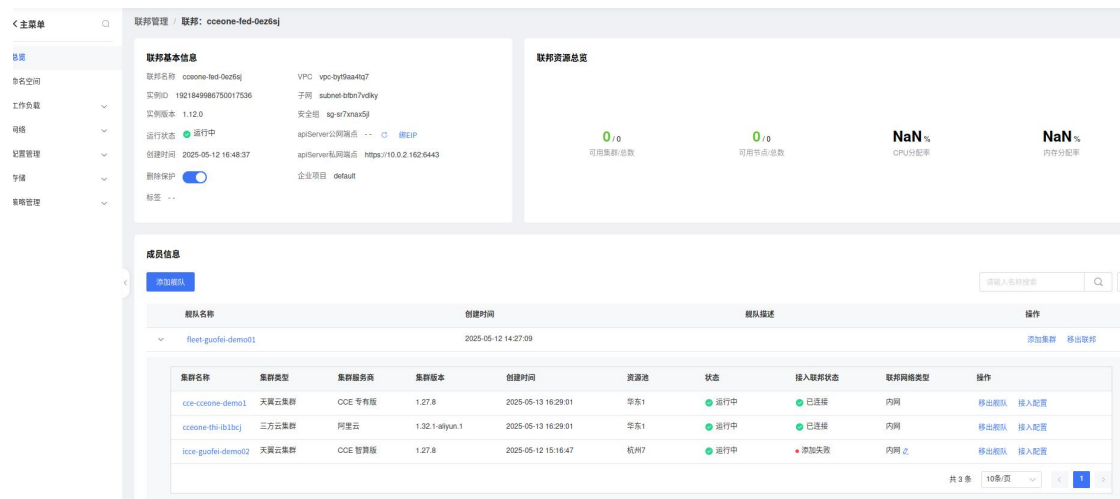 主菜单
联邦管理 / 联邦：cceone-fed-0ez6sj
总览
命名空间
工作负载
网络
配置管理
存储
策略管理
联邦基本信息
联邦名称 cceone-fed-0ez6sj VPC vpc-byt9aa4tq7
实例ID 1921849986750017536 子网 subnet-bfbn7vdlky
实例版本 1.12.0 安全组 sg-sr7xnax5jl
运行状态 运行中 apiServer公网端点 -- 绑EIP
创建时间 2025-05-12 16:48:37 apiServer私网端点 https://10.0.2.162:6443
删除保护 企业项目 default
标签 --
联邦资源总览
0 / 0 0 / 0 NaN % NaN %
可用集群/总数 可用节点/总数 CPU分配率 内存分配率
成员信息
添加舰队 请输入名称搜索
舰队名称 创建时间 舰队描述 操作
fleet-guofei-demo01 2025-05-12 14:27:09 添加集群 移出联邦
集群名称 集群类型 集群服务商 集群版本 创建时间 资源池 状态 接入联邦状态 联邦网络类型 操作
cce-cceone-demo1 天翼云集群 CCE 专有版 1.27.8 2025-05-13 16:29:01 华东1 运行中 已连接 内网 移出舰队 接入配置
cceone-thi-ib1bcj 三方云集群 阿里云 1.32.1-aliyun.1 2025-05-13 16:29:01 华东1 运行中 已连接 内网 移出舰队 接入配置
icce-guofei-demo02 天翼云集群 CCE 智算版 1.27.8 2025-05-12 15:16:47 杭州7 运行中 添加失败 内网 移出舰队 接入配置
共 3 条 10条/页 1